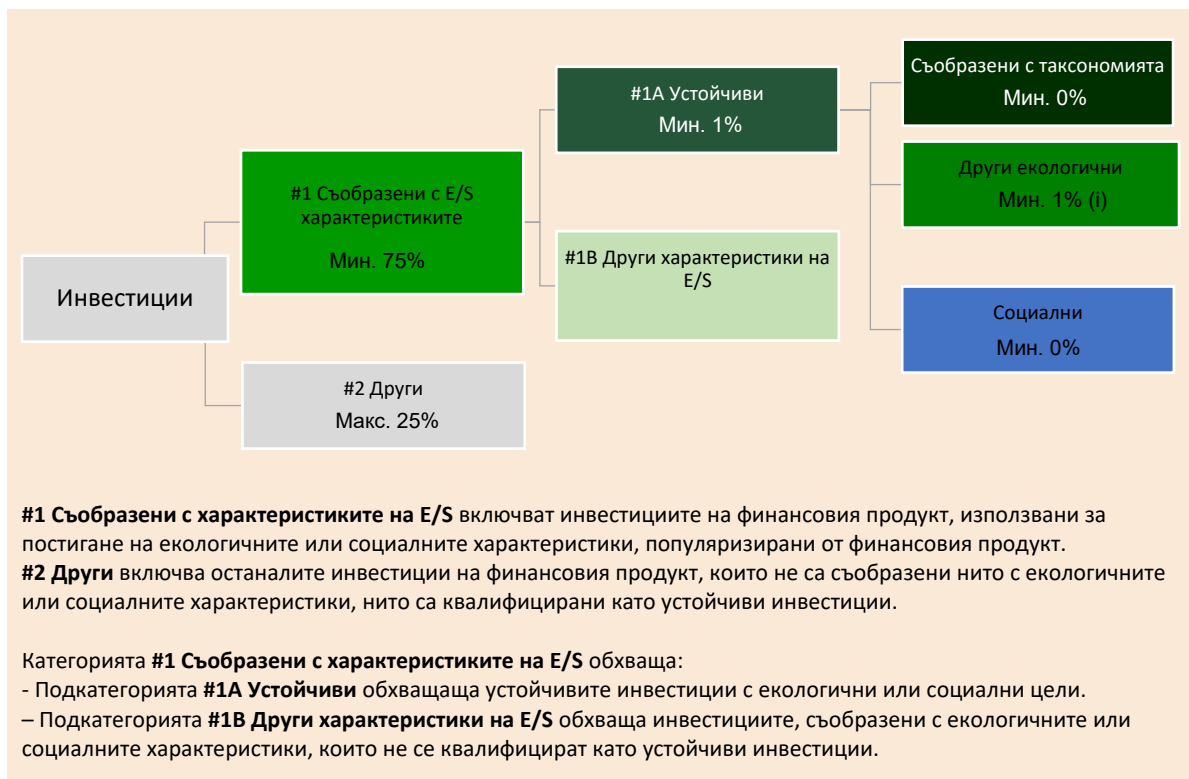 Инвестиции
#1 Съобразени с E/S
характеристиките
Мин. 75%
#2 Други
Макс. 25%
#1А Устойчиви
Мин. 1%
#1В Други характеристики на
E/S
Съобразени с таксономията
Мин. 0%
Други екологични
Мин. 1% (i)
Социални
Мин. 0%
#1 Съобразени с характеристиките на E/S включват инвестициите на финансовия продукт, използвани за
постигане на екологичните или социалните характеристики, популяризирани от финансовия продукт.
#2 Други включва останалите инвестиции на финансовия продукт, които не са съобразени нито с екологичните
или социалните характеристики, нито са квалифицирани като устойчиви инвестиции.
Категорията #1 Съобразени с характеристиките на E/S обхваща:
- Подкатегорията #1А Устойчиви обхващаща устойчивите инвестиции с екологични или социални цели.
– Подкатегорията #1В Други характеристики на E/S обхваща инвестициите, съобразени с екологичните или
социалните характеристики, които не се квалифицират като устойчиви инвестиции.